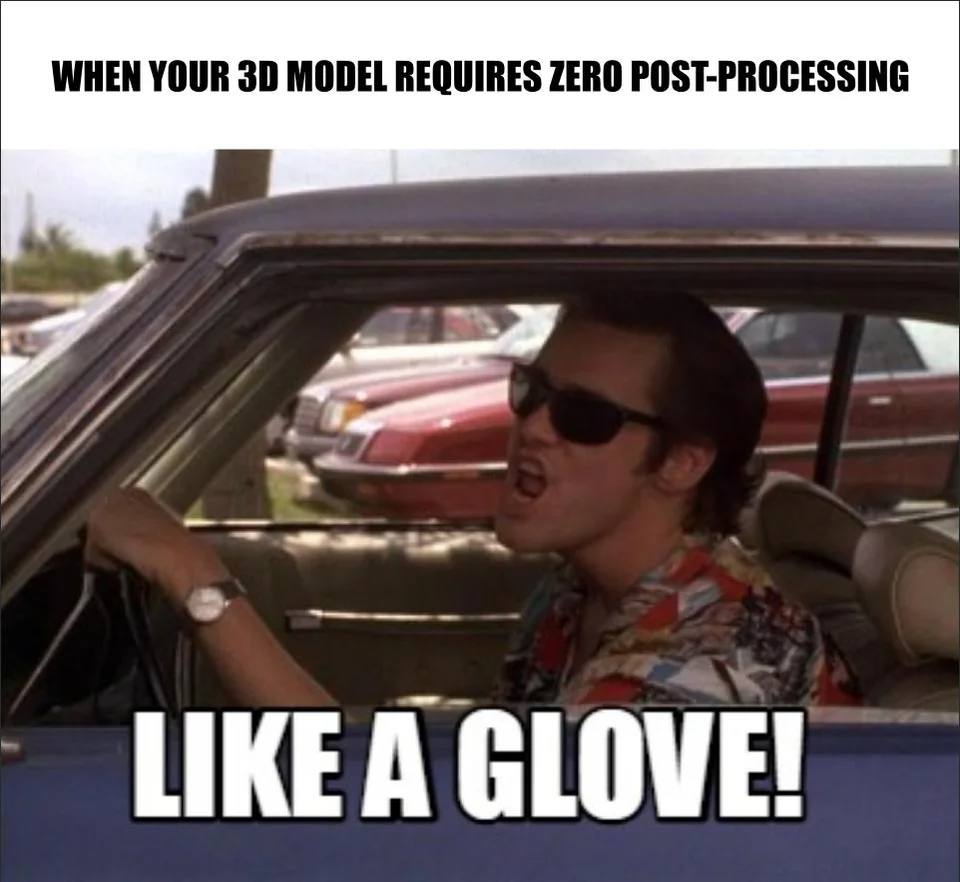 WHEN YOUR 3D MODEL REQUIRES ZERO POST-PROCESSING
LIKE A GLOVE!